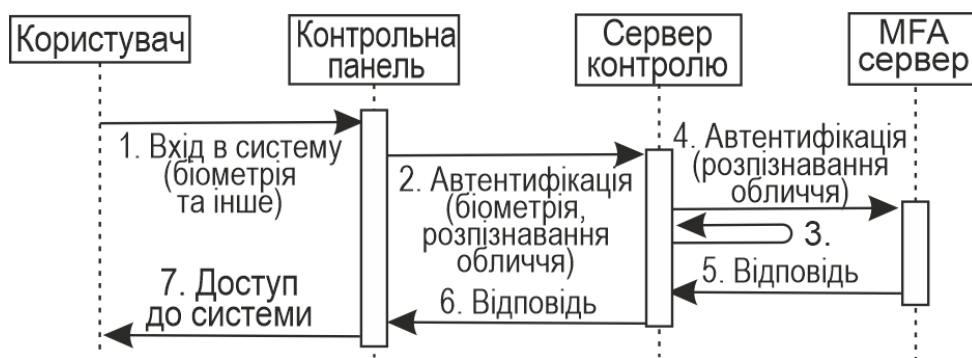 Користувач
Контрольна
панель
Сервер
контролю
MFA
сервер
1. Вхід в систему
(біометрія
та інше)
2. Автентифікація
(біометрія,
розпізнавання
обличчя)
4. Автентифікація
(розпізнавання
обличчя)
3.
5. Відповідь
6. Відповідь
7. Доступ
до системи